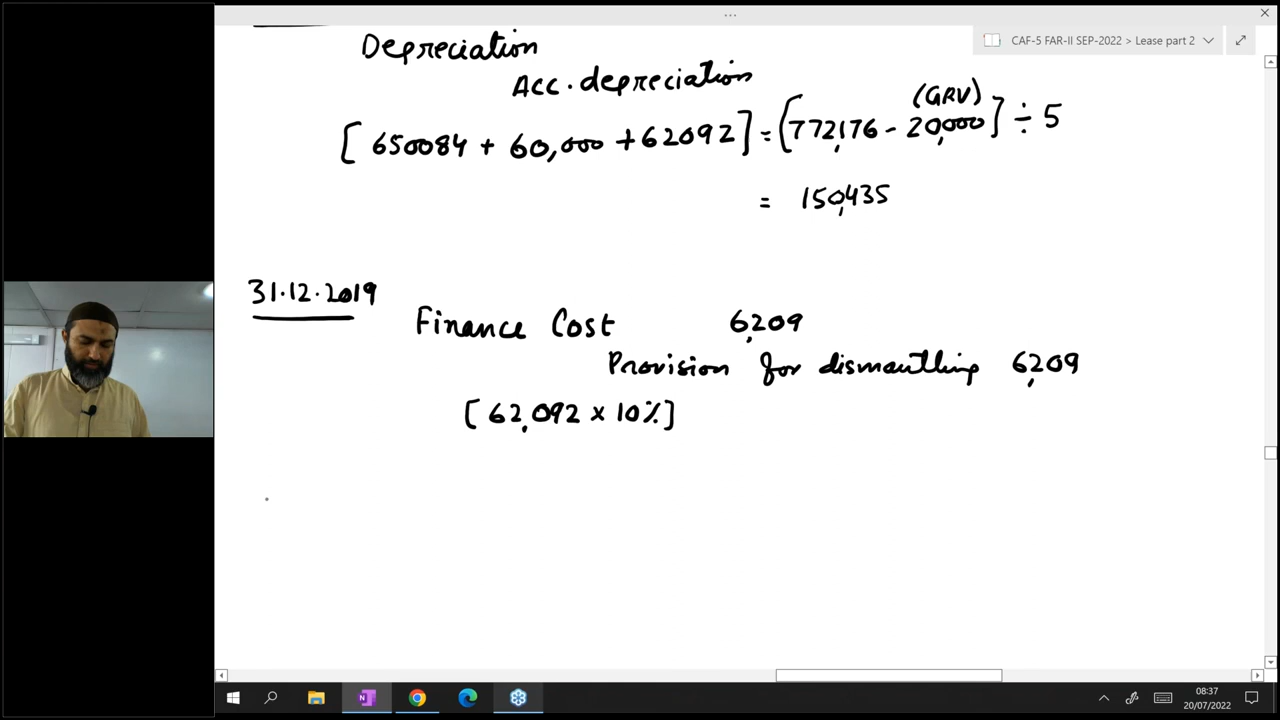 CAF-5 FAR-II SEP-2022 > Lease part 2
Depreciation
Acc. depreciation
[650084 + 60,000 + 62092] = [772,176 - 20,000 (GRV)] ÷ 5
= 150,435
31.12.2019
Finance Cost 6,209
Provision for dismantling 6,209
[62,092 × 10%]
08:37
20/07/2022